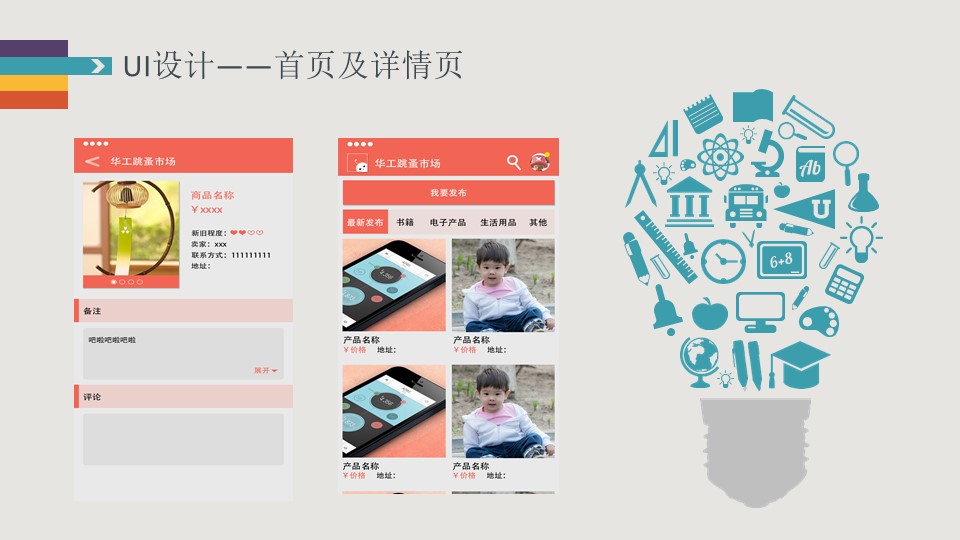 UI设计——首页及详情页
华工跳蚤市场
商品名称
￥xxxx
新旧程度：
卖家：xxx
联系方式：111111111
地址：
备注
吧啦吧啦吧啦
展开
评论
华工跳蚤市场
我要发布
最新发布 书籍 电子产品 生活用品 其他
产品名称 产品名称
￥价格 地址： ￥价格 地址：
产品名称 产品名称
￥价格 地址： ￥价格 地址：
Ab
U
6+8